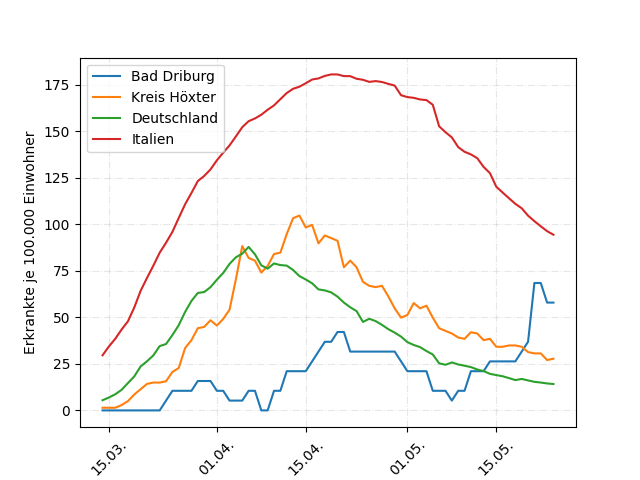 Bad Driburg
Kreis Höxter
Deutschland
Italien
Erkrankte je 100.000 Einwohner
175
150
125
100
75
50
25
0
15.03.
01.04.
15.04.
01.05.
15.05.